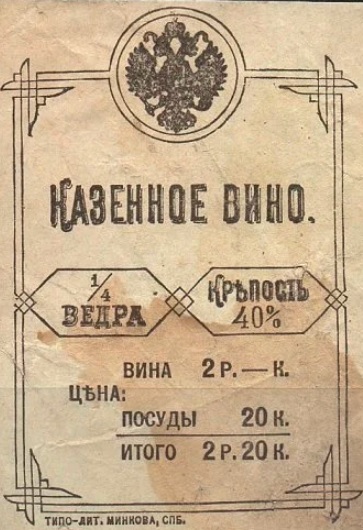 КАЗЕННОЕ ВИНО.
1/4 ВЕДРА
КРѢПОСТЬ 40%
ВИНА 2 Р. — К.
ЦѢНА:
ПОСУДЫ 20 К.
ИТОГО 2 Р. 20 К.
ТИПО-ЛИТ. МИНКОВА, СПБ.